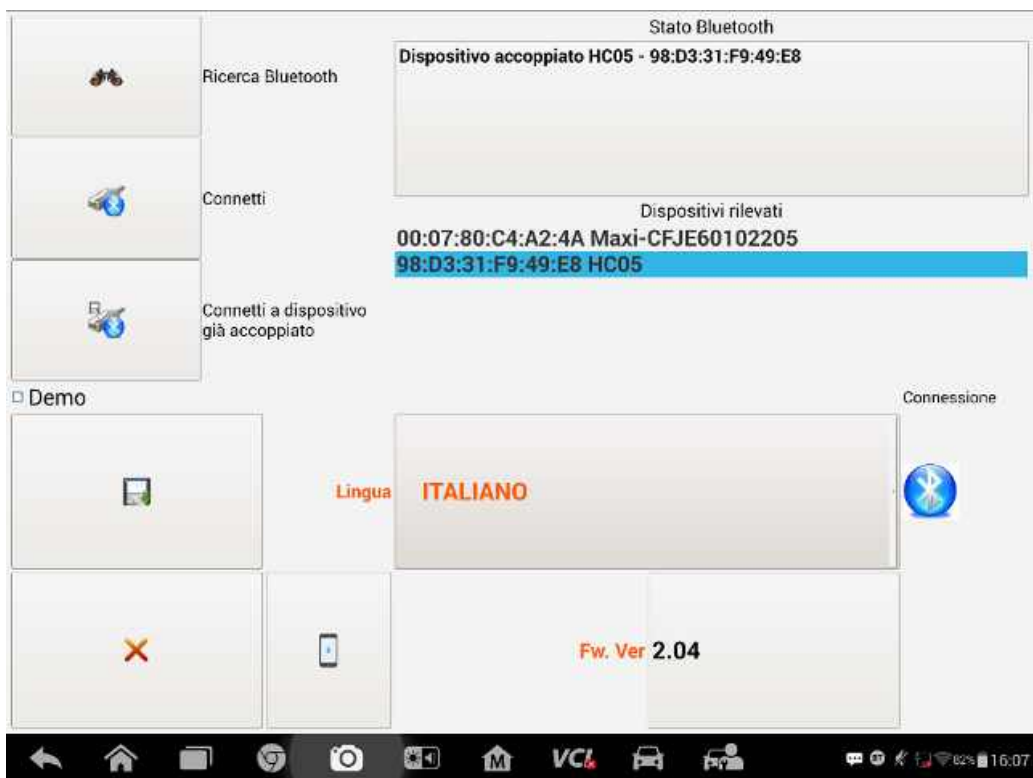 Stato Bluetooth
Dispositivo accoppiato HC05 - 98:D3:31:F9:49:E8
Ricerca Bluetooth
Connetti
Dispositivi rilevati
00:07:80:C4:A2:4A Maxi-CFJE60102205
98:D3:31:F9:49:E8 HC05
Connetti a dispositivo
già accoppiato
Demo
Connessione
Lingua
ITALIANO
Fw. Ver 2.04
M
VCI
82%
16:07